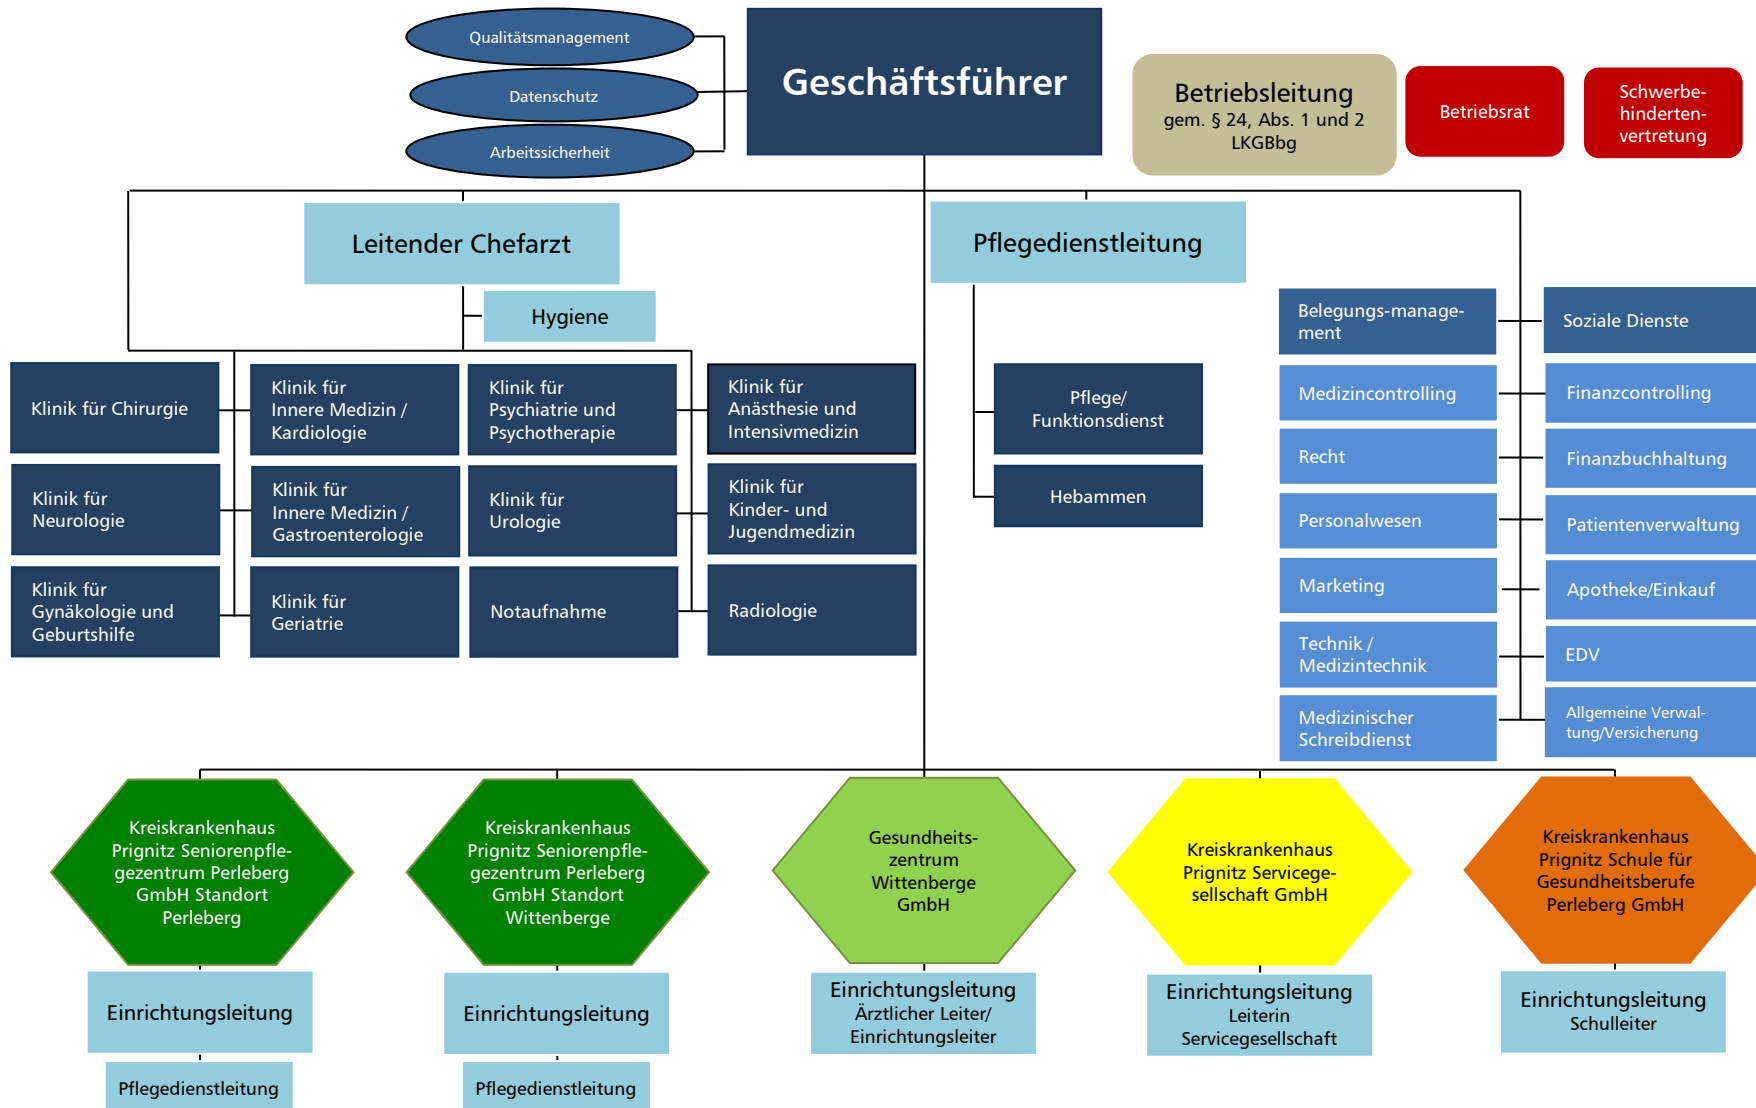 Qualitätsmanagement
Datenschutz
Arbeitssicherheit
Geschäftsführer
Betriebsleitung
gem. § 24, Abs. 1 und 2
LKGBbg
Betriebsrat
Schwerbe-
hinderten-
vertretung
Leitender Chefarzt
Hygiene
Pflegedienstleitung
Klinik für Chirurgie
Klinik für
Innere Medizin /
Kardiologie
Klinik für
Psychiatrie und
Psychotherapie
Klinik für
Anästhesie und
Intensivmedizin
Klinik für
Neurologie
Klinik für
Innere Medizin /
Gastroenterologie
Klinik für
Urologie
Klinik für
Kinder- und
Jugendmedizin
Klinik für
Gynäkologie und
Geburtshilfe
Klinik für
Geriatrie
Notaufnahme
Radiologie
Pflege/
Funktionsdienst
Hebammen
Belegungs-manage-
ment
Soziale Dienste
Medizincontrolling
Finanzcontrolling
Recht
Finanzbuchhaltung
Personalwesen
Patientenverwaltung
Marketing
Apotheke/Einkauf
Technik /
Medizintechnik
EDV
Medizinischer
Schreibdienst
Allgemeine Verwal-
tung/Versicherung
Kreiskrankenhaus
Prignitz Seniorenpfle-
gezentrum Perleberg
GmbH Standort
Perleberg
Kreiskrankenhaus
Prignitz Seniorenpfle-
gezentrum Perleberg
GmbH Standort
Wittenberge
Gesundheits-
zentrum
Wittenberge
GmbH
Kreiskrankenhaus
Prignitz Servicege-
sellschaft GmbH
Kreiskrankenhaus
Prignitz Schule für
Gesundheitsberufe
Perleberg GmbH
Einrichtungsleitung
Pflegedienstleitung
Einrichtungsleitung
Pflegedienstleitung
Einrichtungsleitung
Ärztlicher Leiter/
Einrichtungsleiter
Einrichtungsleitung
Leiterin
Servicegesellschaft
Einrichtungsleitung
Schulleiter